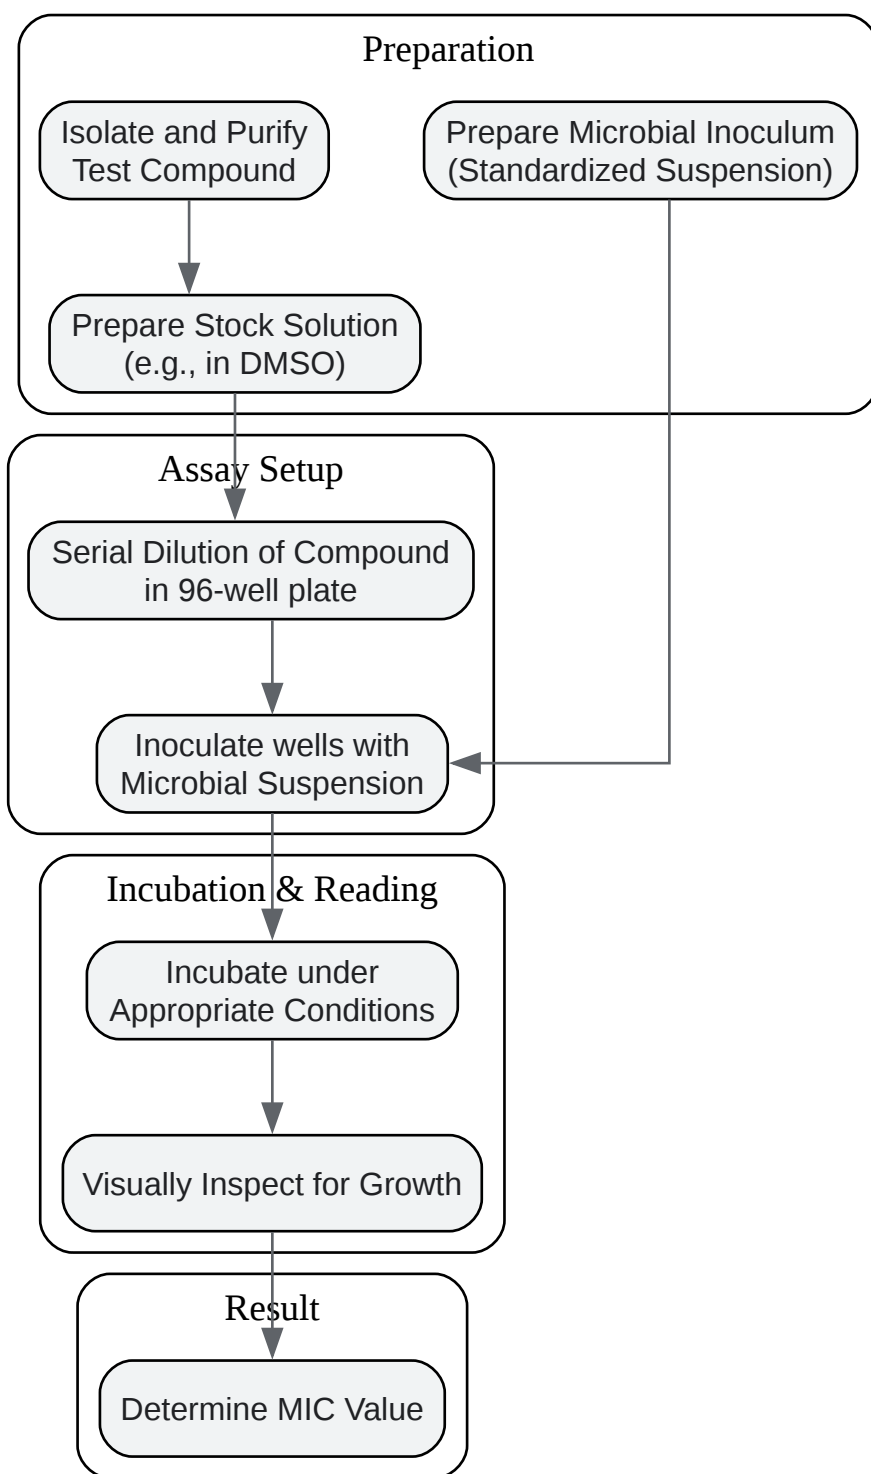 Preparation
Isolate and Purify
Test Compound
Prepare Microbial Inoculum
(Standardized Suspension)
Prepare Stock Solution
(e.g., in DMSO)
Assay Setup
Serial Dilution of Compound
in 96-well plate
Inoculate wells with
Microbial Suspension
Incubation & Reading
Incubate under
Appropriate Conditions
Visually Inspect for Growth
Result
Determine MIC Value